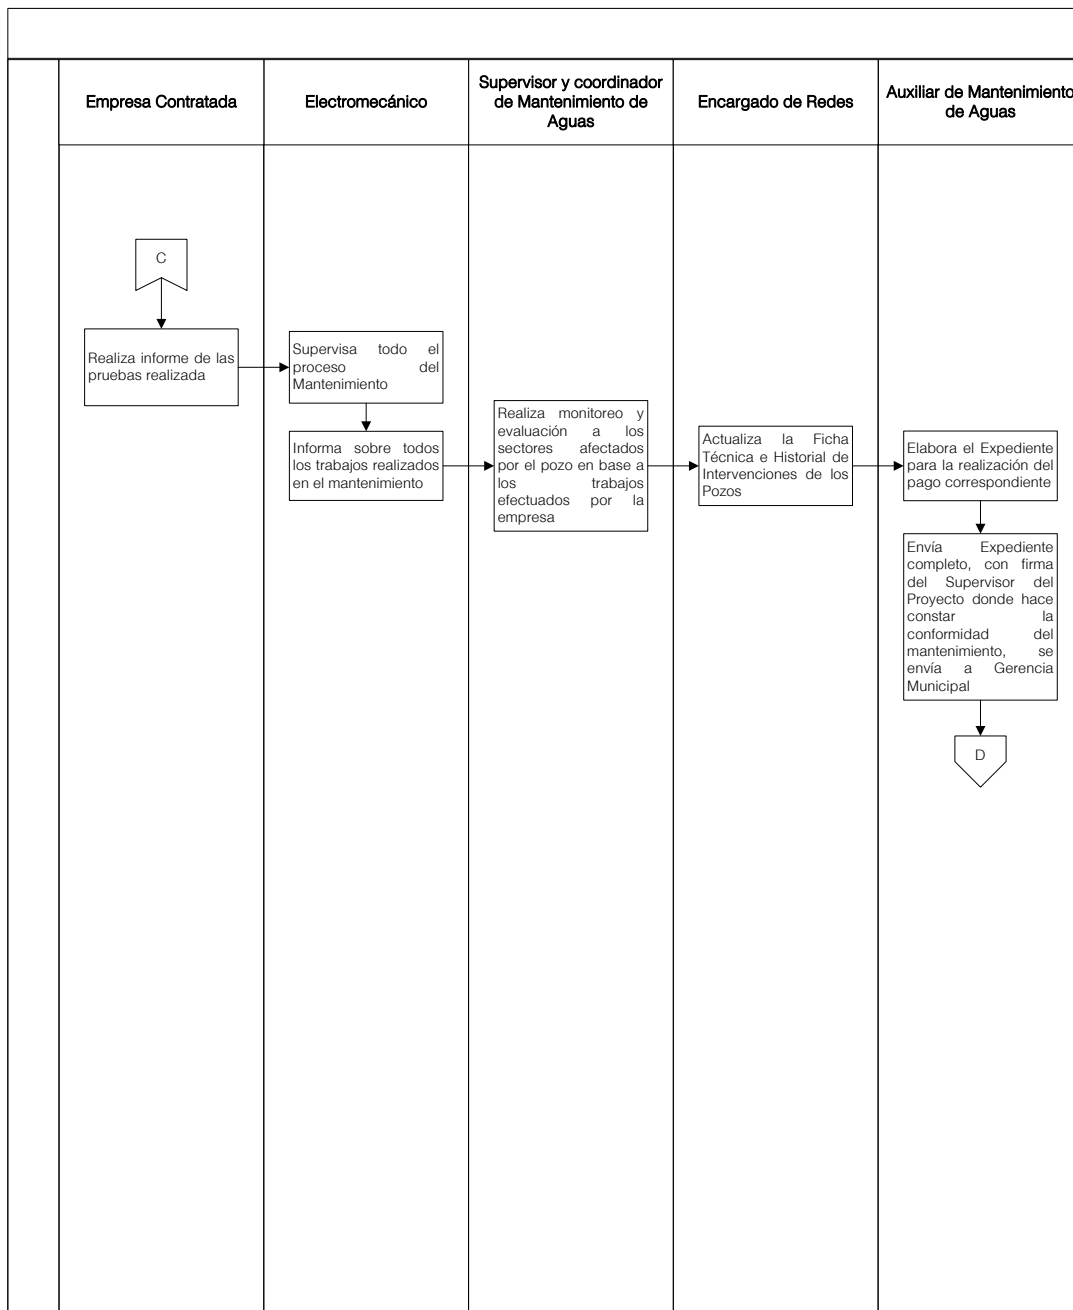 Empresa Contratada
Electromecánico
Supervisor y coordinador
de Mantenimiento de
Aguas
Encargado de Redes
Auxiliar de Mantenimiento
de Aguas
C
Realiza informe de las
pruebas realizada
Supervisa todo el
proceso del
Mantenimiento
Informa sobre todos
los trabajos realizados
en el mantenimiento
Realiza monitoreo y
evaluación a los
sectores afectados
por el pozo en base a
los trabajos
efectuados por la
empresa
Actualiza la Ficha
Técnica e Historial de
Intervenciones de los
Pozos
Elabora el Expediente
para la realización del
pago correspondiente
Envía Expediente
completo, con firma
del Supervisor del
Proyecto donde hace
constar la
conformidad del
mantenimiento, se
envía a Gerencia
Municipal
D